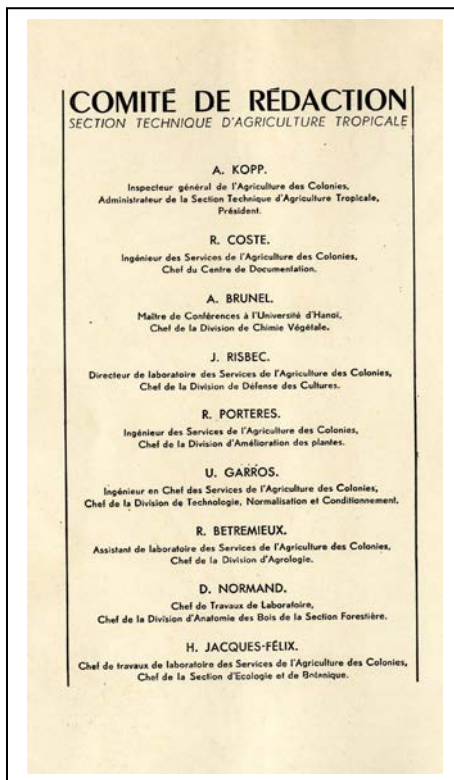 COMITÉ DE RÉDACTION
SECTION TECHNIQUE D'AGRICULTURE TROPICALE
A. KOPP.
Inspecteur général de l'Agriculture des Colonies,
Administrateur de la Section Technique d'Agriculture Tropicale,
Président.
R. COSTE.
Ingénieur des Services de l'Agriculture des Colonies,
Chef du Centre de Documentation.
A. BRUNEL.
Maître de Conférences à l'Université d'Hanoï,
Chef de la Division de Chimie Végétale.
J. RISBEC.
Directeur de laboratoire des Services de l'Agriculture des Colonies,
Chef de la Division de Défense des Cultures.
R. PORTERES.
Ingénieur des Services de l'Agriculture des Colonies,
Chef de la Division d'Amélioration des plantes.
U. GARROS.
Ingénieur en Chef des Services de l'Agriculture des Colonies,
Chef de la Division de Technologie, Normalisation et Conditionnement.
R. BETREMIEUX.
Assistant de laboratoire des Services de l'Agriculture des Colonies,
Chef de la Division d'Agrologie.
D. NORMAND.
Chef de Travaux de Laboratoire,
Chef de la Division d'Anatomie des Bois de la Section Forestière.
H. JACQUES-FÉLIX.
Chef de travaux de laboratoire des Services de l'Agriculture des Colonies,
Chef de la Section d'Ecologie et de Botanique.